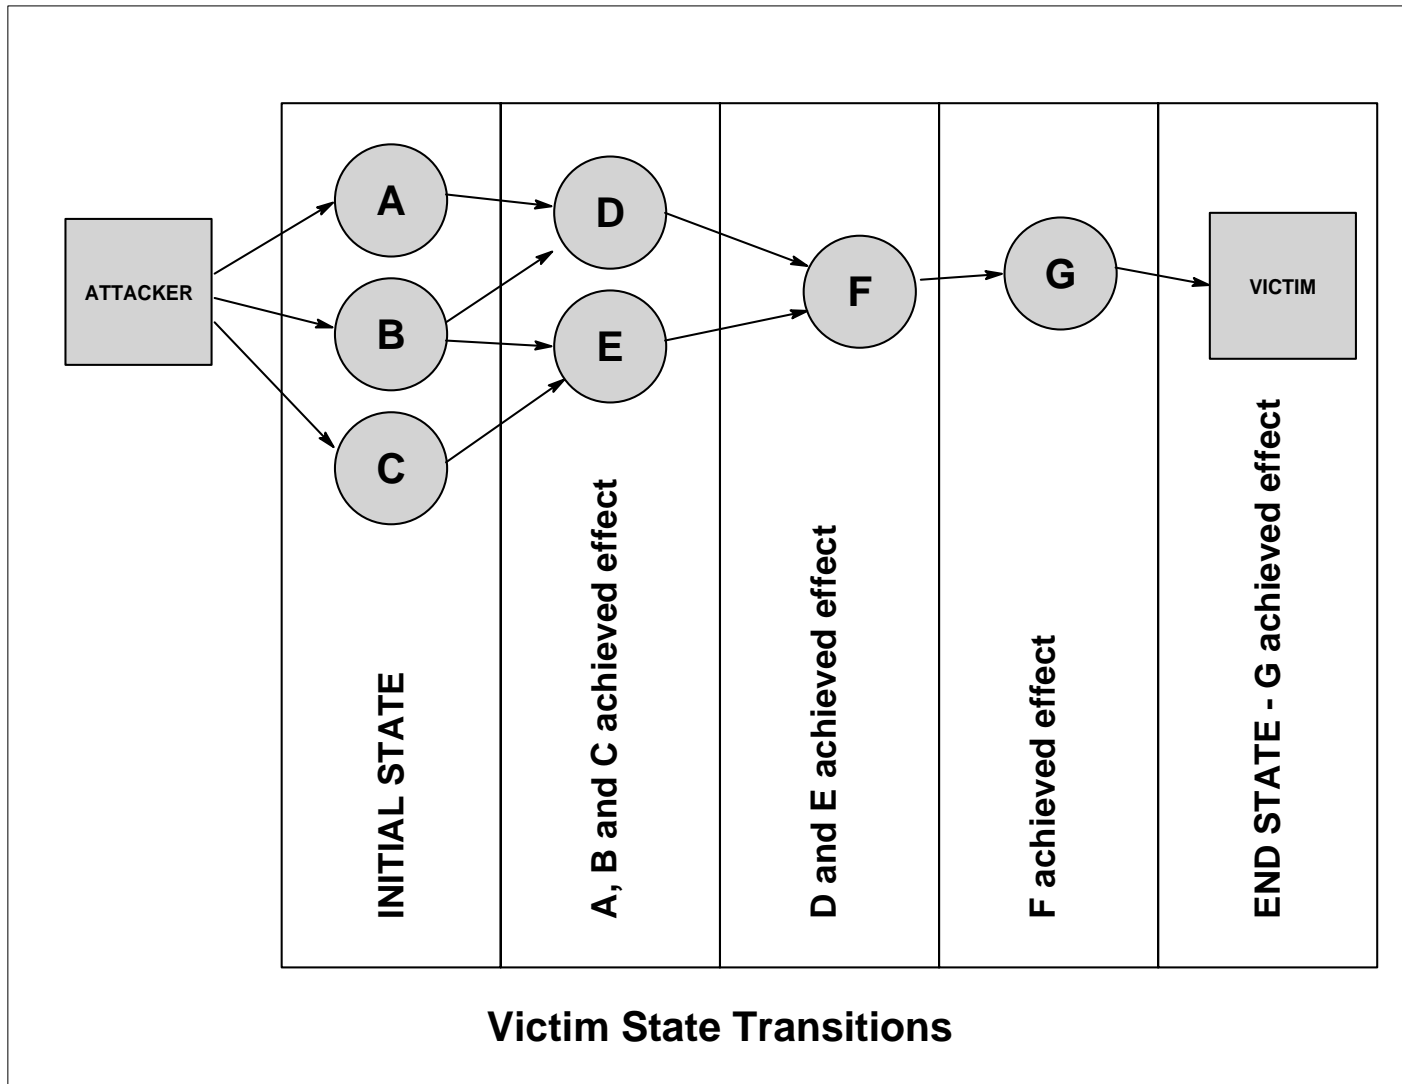 ATTACKER
A
B
C
D
E
F
G
VICTIM
INITIAL STATE
A, B and C achieved effect
D and E achieved effect
F achieved effect
END STATE - G achieved effect
Victim State Transitions